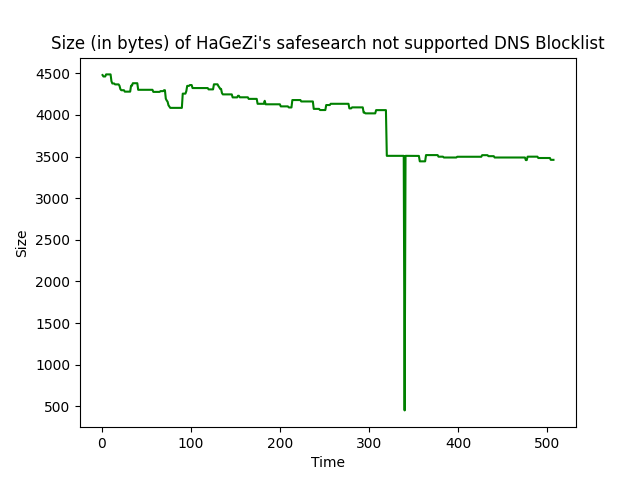 Size (in bytes) of HaGeZi's safesearch not supported DNS Blocklist
4500
4000
3500
3000
2500
2000
1500
1000
500
Size
0 100 200 300 400 500
Time